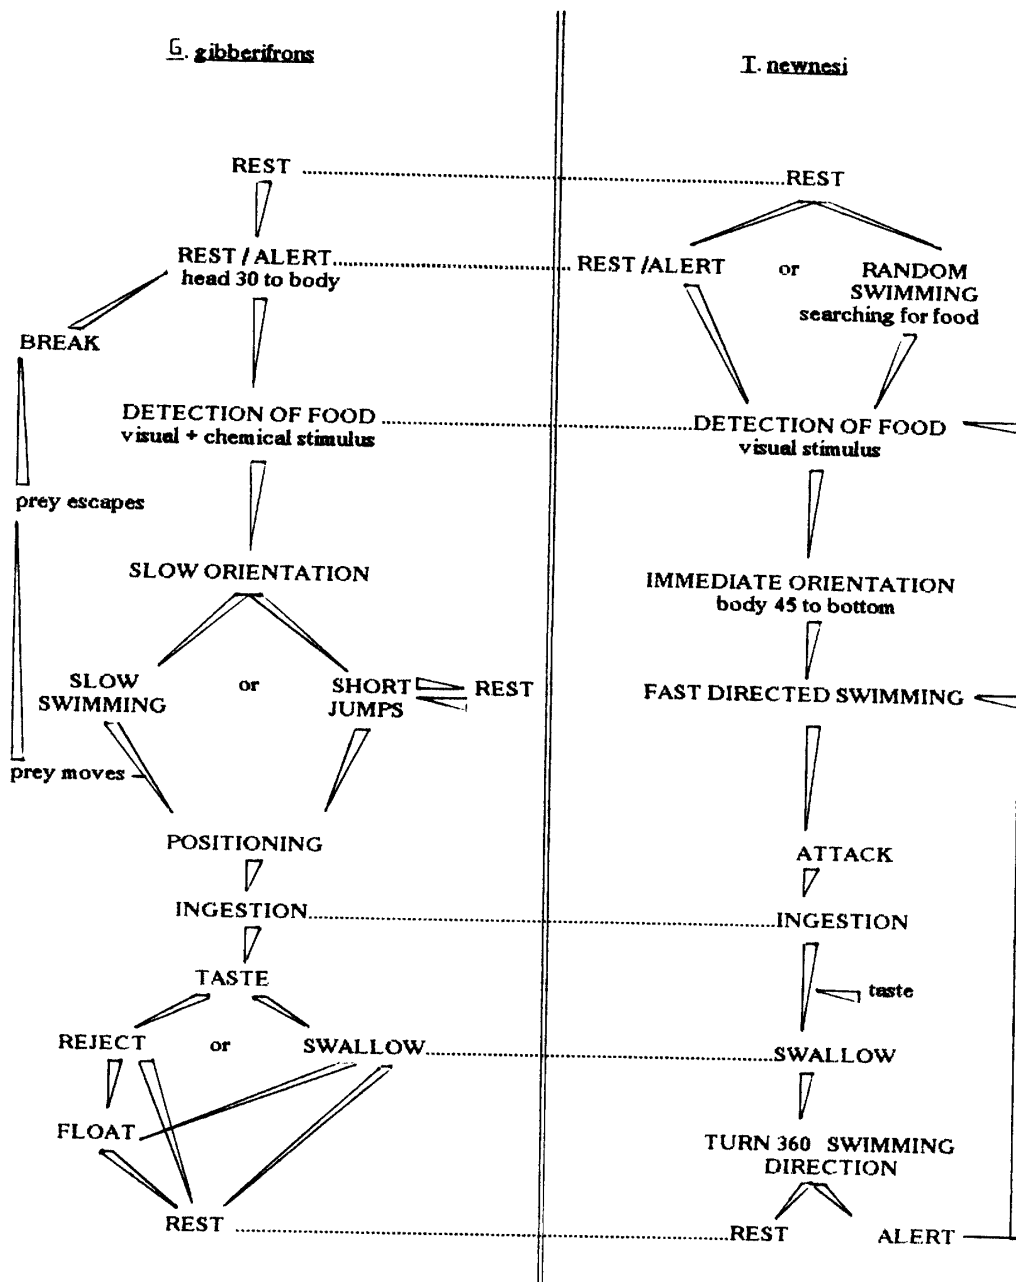 G. gibberifrons
REST
REST / ALERT
head 30 to body
BREAK
DETECTION OF FOOD
visual + chemical stimulus
prey escapes
SLOW ORIENTATION
SLOW
SWIMMING
or
SHORT
JUMPS
REST
prey moves
POSITIONING
INGESTION
TASTE
REJECT
or
SWALLOW
FLOAT
REST
T. newnesi
REST
REST /ALERT
or
RANDOM
SWIMMING
searching for food
DETECTION OF FOOD
visual stimulus
IMMEDIATE ORIENTATION
body 45 to bottom
FAST DIRECTED SWIMMING
ATTACK
INGESTION
taste
SWALLOW
TURN 360 SWIMMING
DIRECTION
REST
ALERT